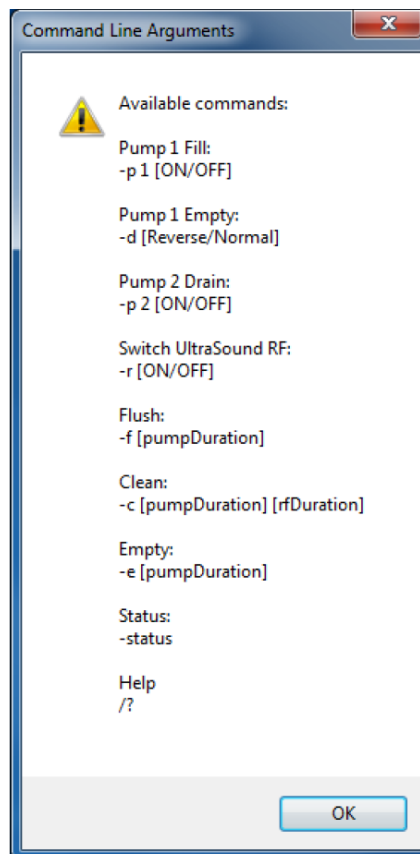 Command Line Arguments
Available commands:
Pump 1 Fill:
-p 1 [ON/OFF]
Pump 1 Empty:
-d [Reverse/Normal]
Pump 2 Drain:
-p 2 [ON/OFF]
Switch UltraSound RF:
-r [ON/OFF]
Flush:
-f [pumpDuration]
Clean:
-c [pumpDuration] [rfDuration]
Empty:
-e [pumpDuration]
Status:
-status
Help
/?
OK